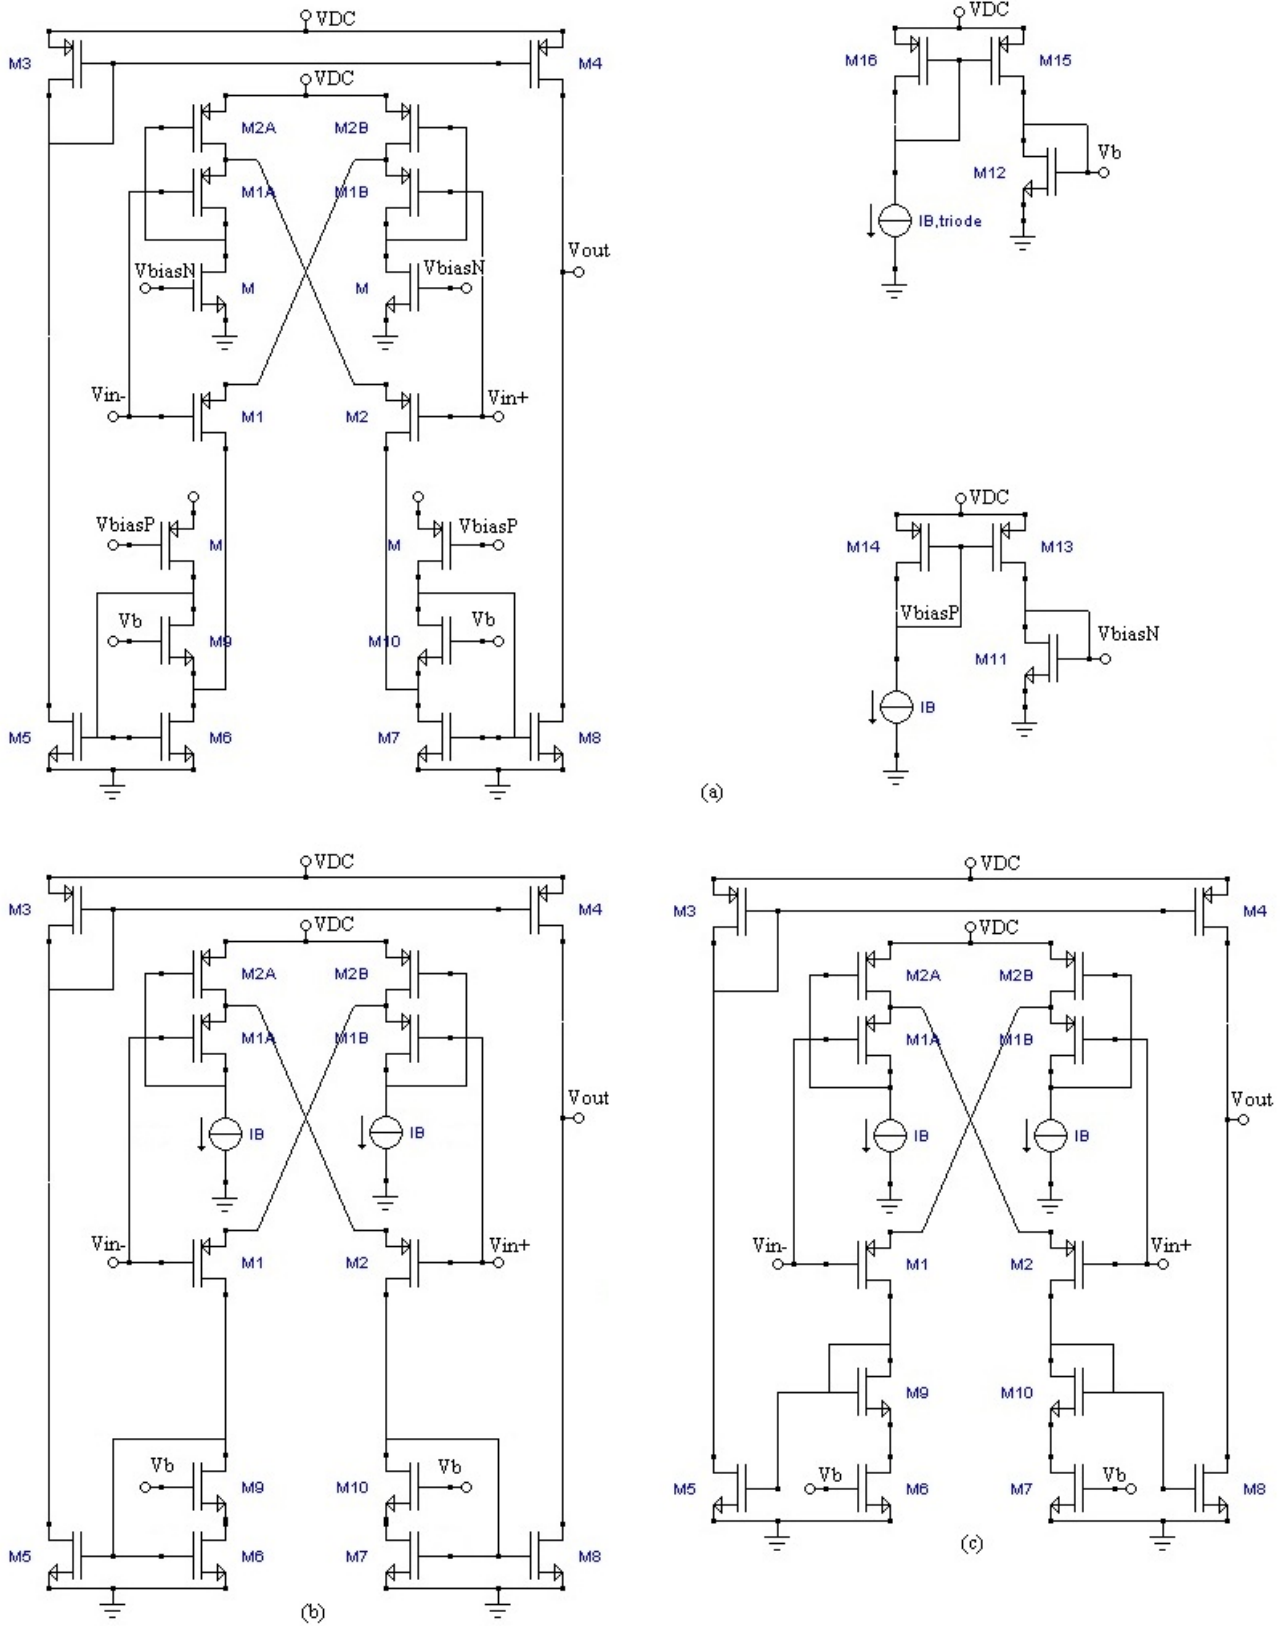 VDC
M3 M4
VDC
M2A M2B
M1A M1B
VbiasN M M VbiasN
Vout
Vin- M1 M2 Vin+
VbiasP M M VbiasP
Vb M9 M10 Vb
M5 M6 M7 M8
VDC
M16 M15
M12 Vb
IB,triode
VDC
M14 M13
VbiasP
M11 VbiasN
IB
(a)
VDC
M3 M4
VDC
M2A M2B
M1A M1B
Vout
IB IB
Vin- M1 M2 Vin+
Vb M9 M10 Vb
M5 M6 M7 M8
(b)
VDC
M3 M4
VDC
M2A M2B
M1A M1B
Vout
IB IB
Vin- M1 M2 Vin+
M9 M10
M5 Vb M6 M7 Vb M8
(c)